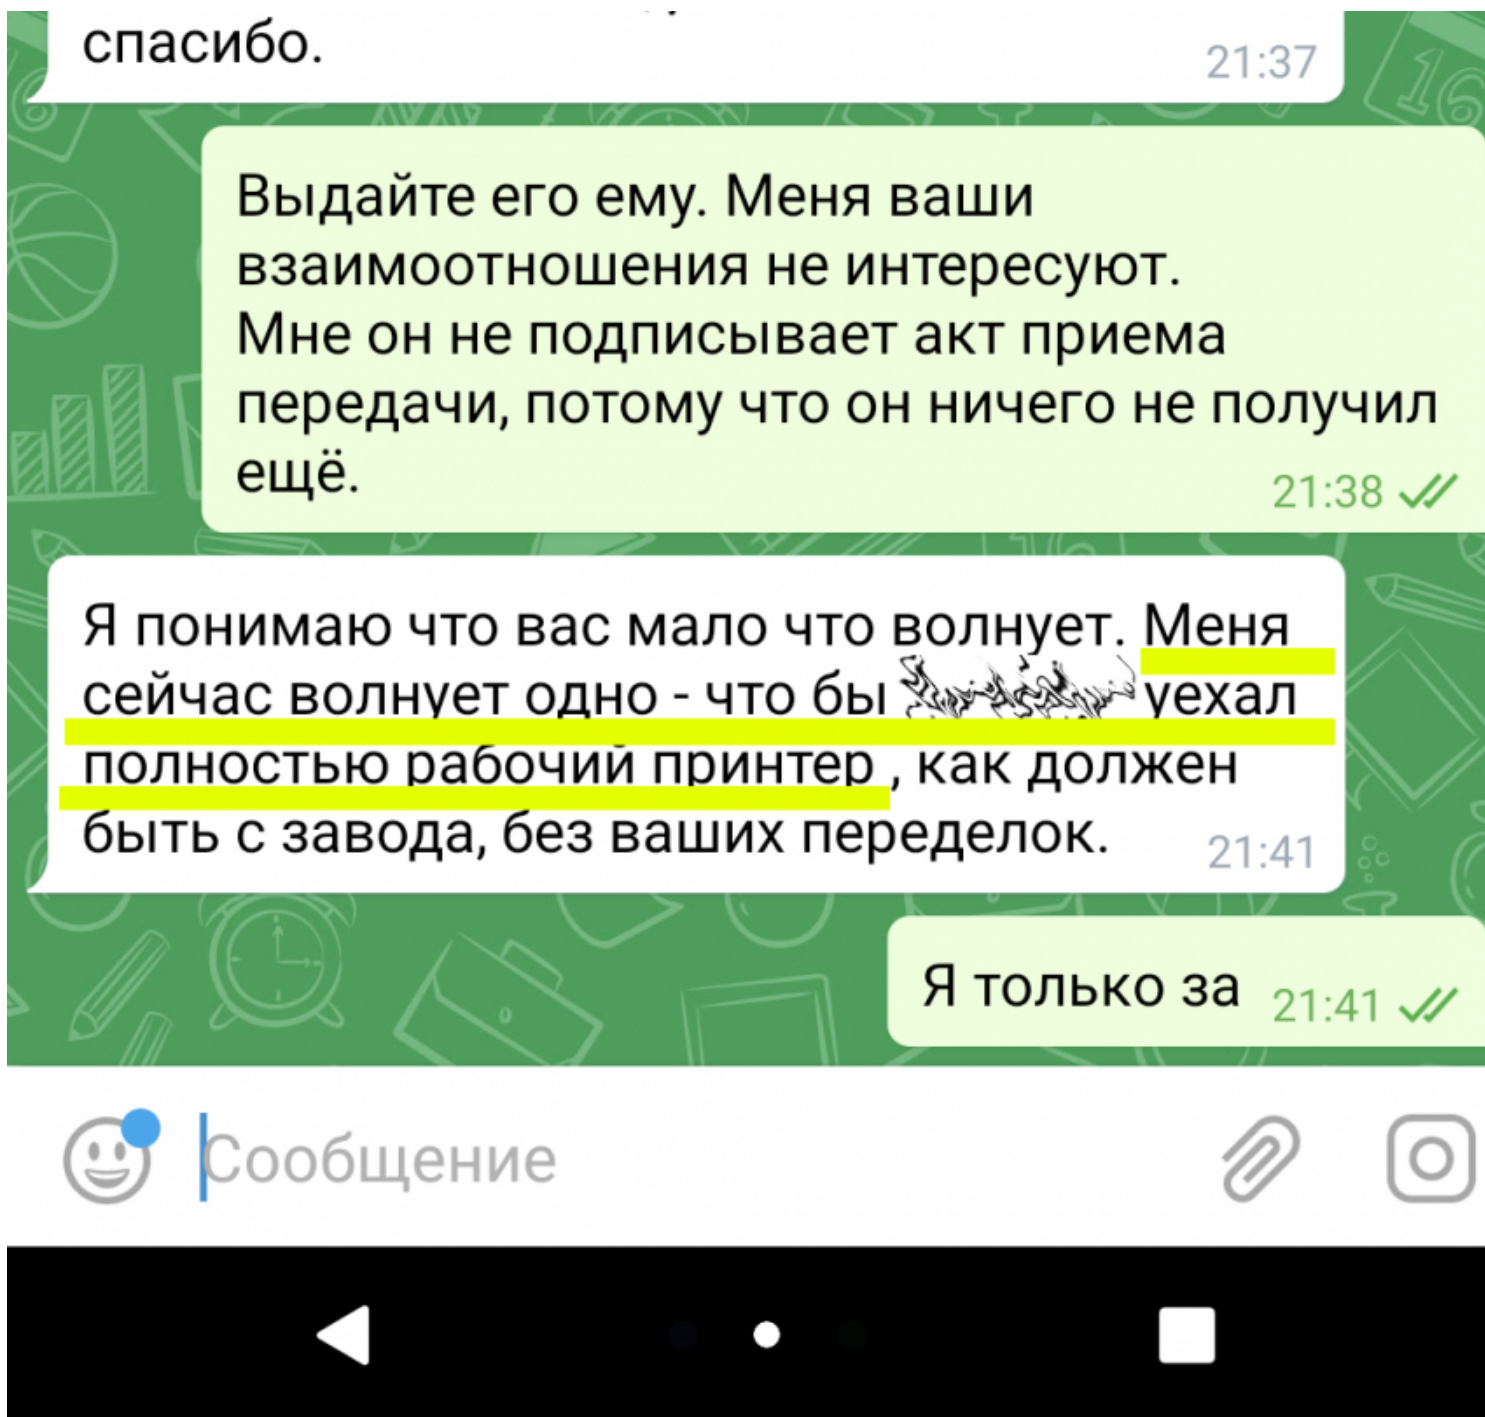 спасибо.
21:37
Выдайте его ему. Меня ваши
взаимоотношения не интересуют.
Мне он не подписывает акт приема
передачи, потому что он ничего не получил
ещё.
21:38
Я понимаю что вас мало что волнует. Меня
сейчас волнует одно - что бы уехал
полностью рабочий принтер , как должен
быть с завода, без ваших переделок.
21:41
Я только за
21:41
Сообщение